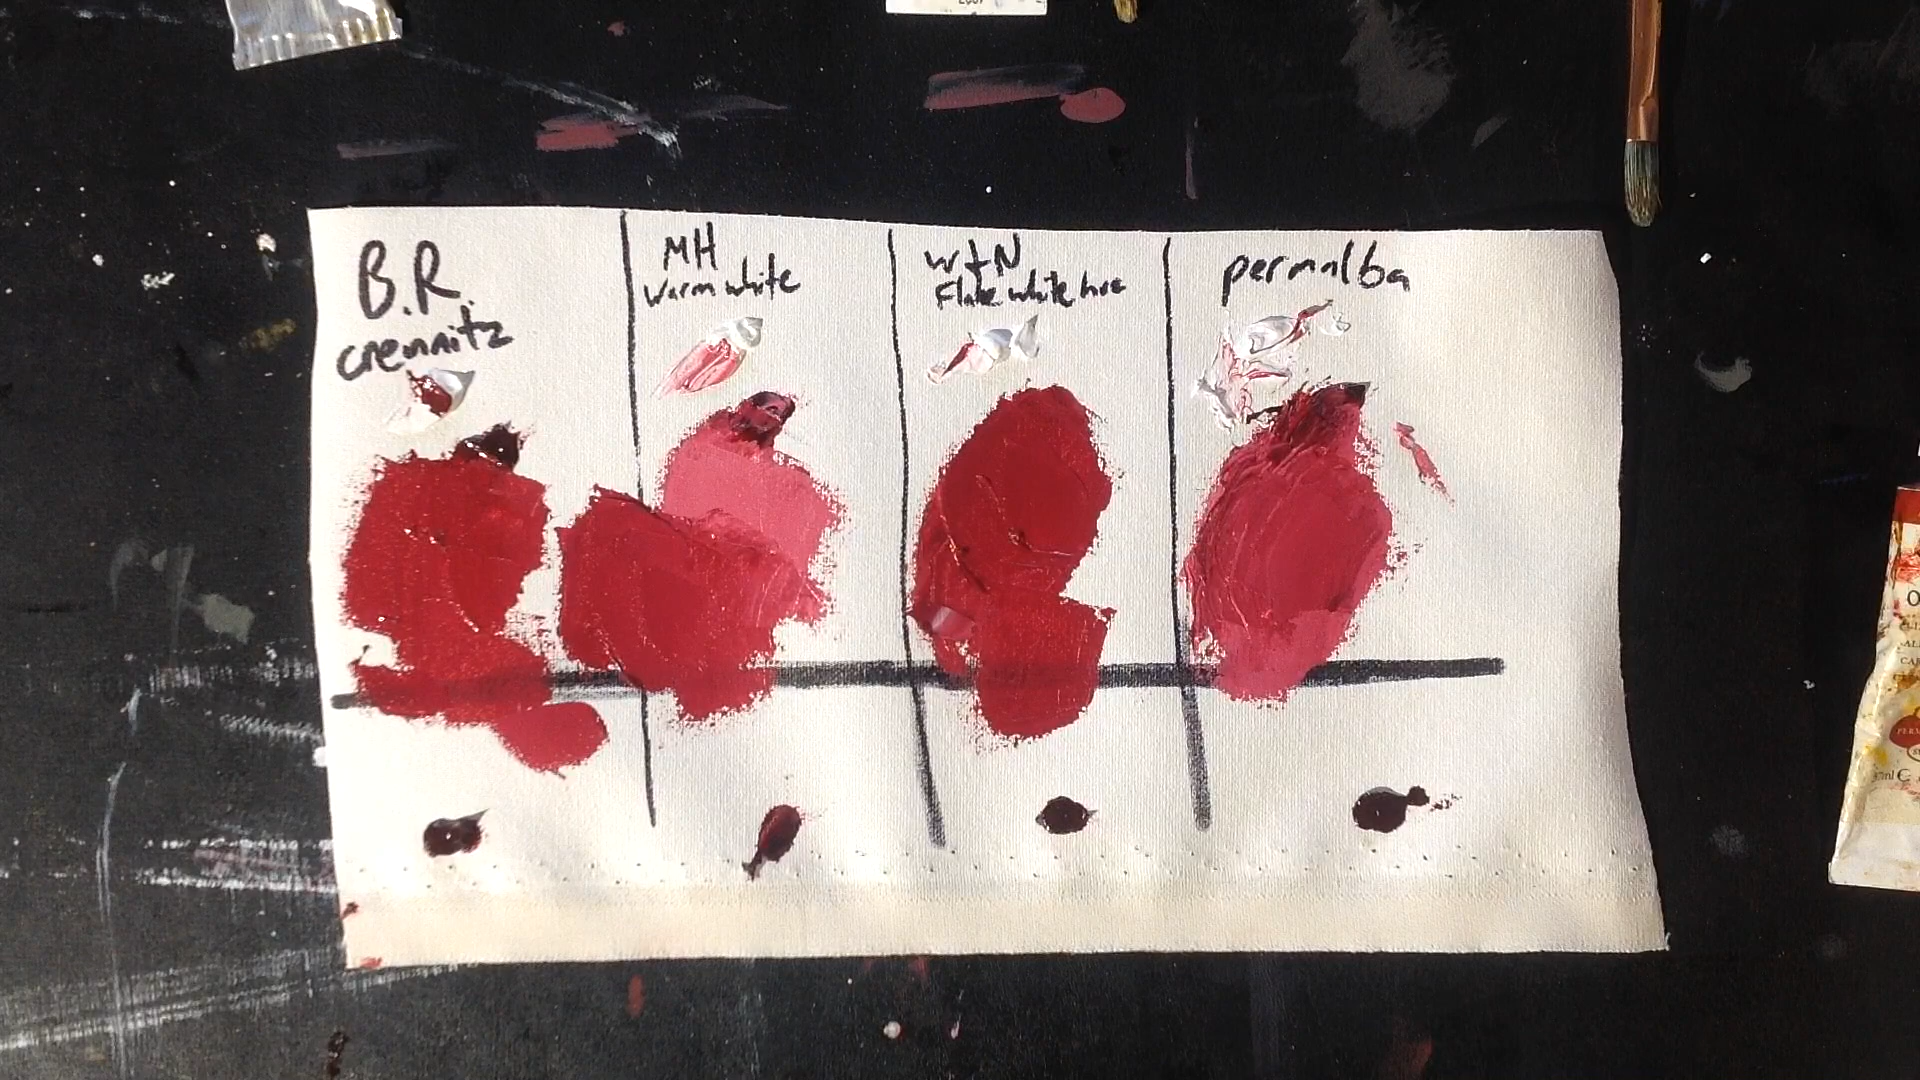 B.R.
cremnitz
MH
warm white
W+N
Flake white hue
permalba